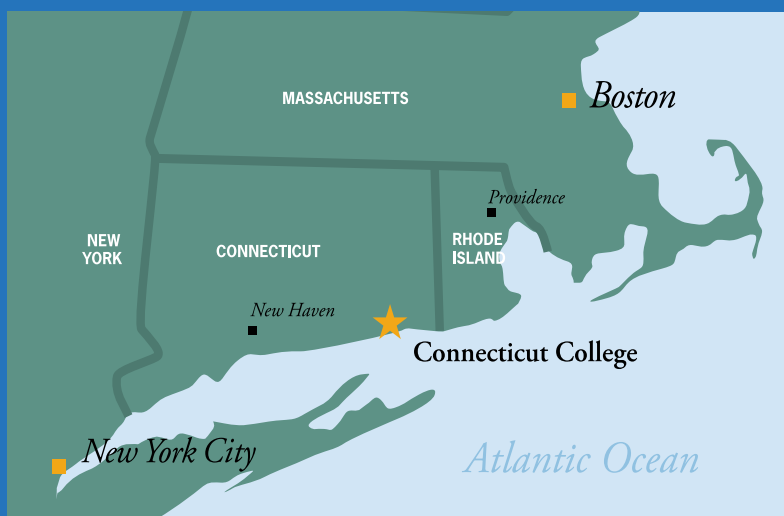 Boston
MASSACHUSETTS
Providence
NEW
YORK
CONNECTICUT
RHODE
ISLAND
New Haven
Connecticut College
New York City
Atlantic Ocean